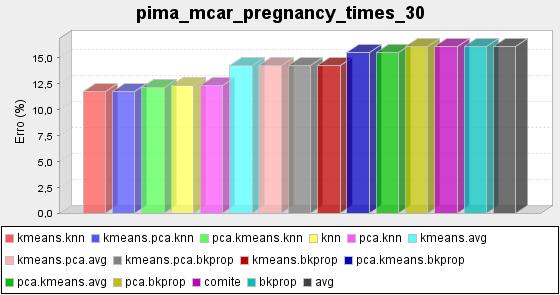 pima_mcar_pregnancy_times_30
Erro (%)
15,0
12,5
10,0
7,5
5,0
2,5
0,0
kmeans.knn kmeans.pca.knn pca.kmeans.knn knn pca.knn kmeans.avg
kmeans.pca.avg kmeans.pca.bkprop kmeans.bkprop pca.kmeans.bkprop
pca.kmeans.avg pca.bkprop comite bkprop avg